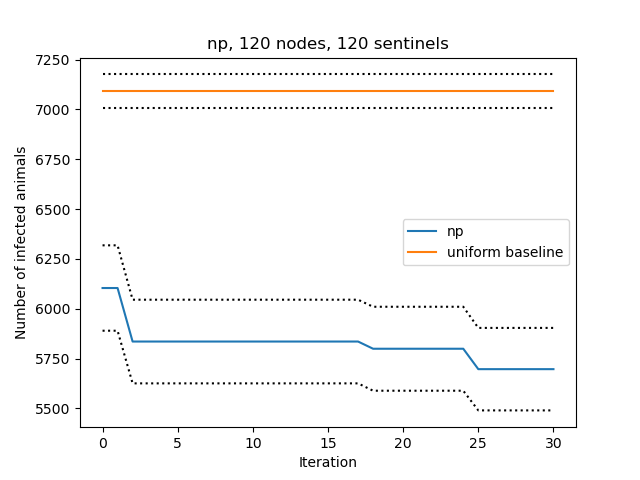 np, 120 nodes, 120 sentinels
7250
7000
6750
6500
6250
6000
5750
5500
Number of infected animals
np
uniform baseline
0 5 10 15 20 25 30
Iteration